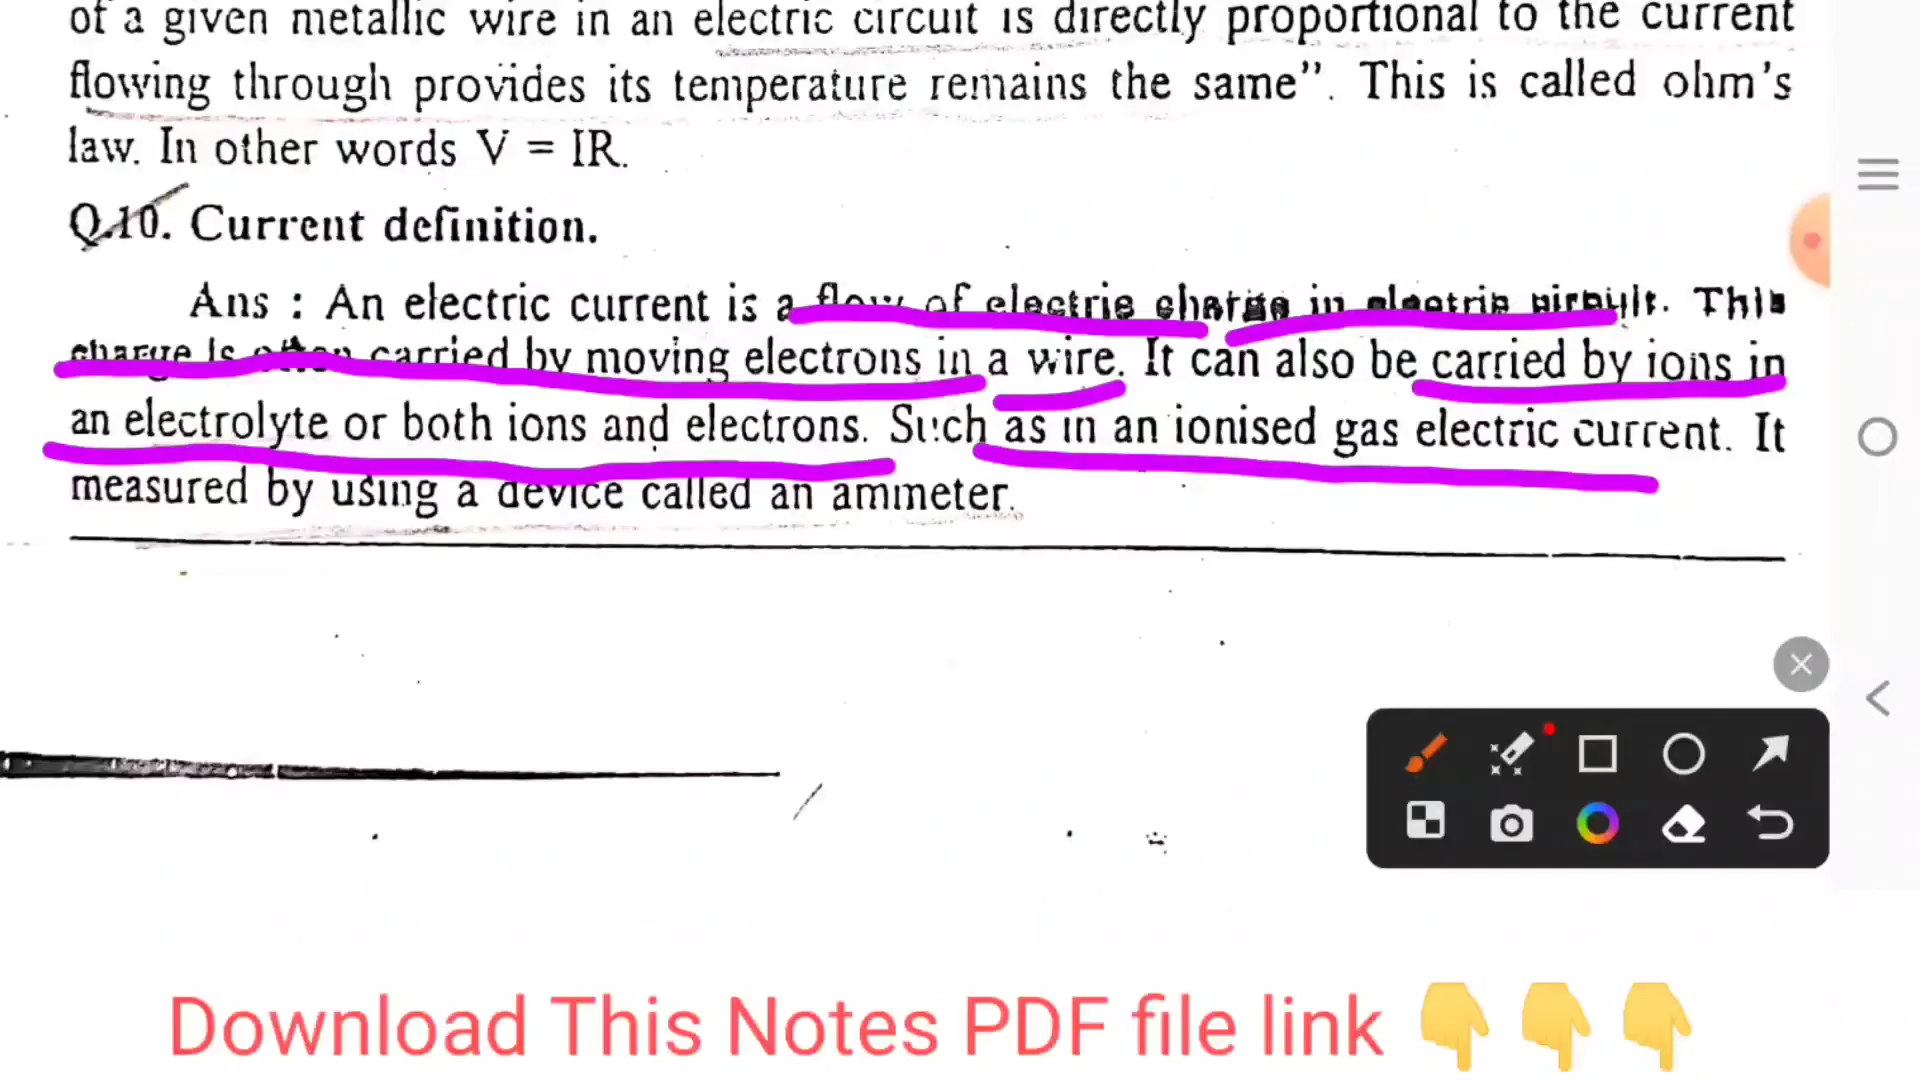 of a given metallic wire in an electric circuit is directly proportional to the current
flowing through provides its temperature remains the same”. This is called ohm's
law. In other words V = IR.
Q.10. Current definition.
Ans : An electric current is a flow of electric charge in electric circuit. This
charge is often carried by moving electrons in a wire. It can also be carried by ions in
an electrolyte or both ions and electrons. Such as in an ionised gas electric current. It
measured by using a device called an ammeter.
Download This Notes PDF file link 👇👇👇